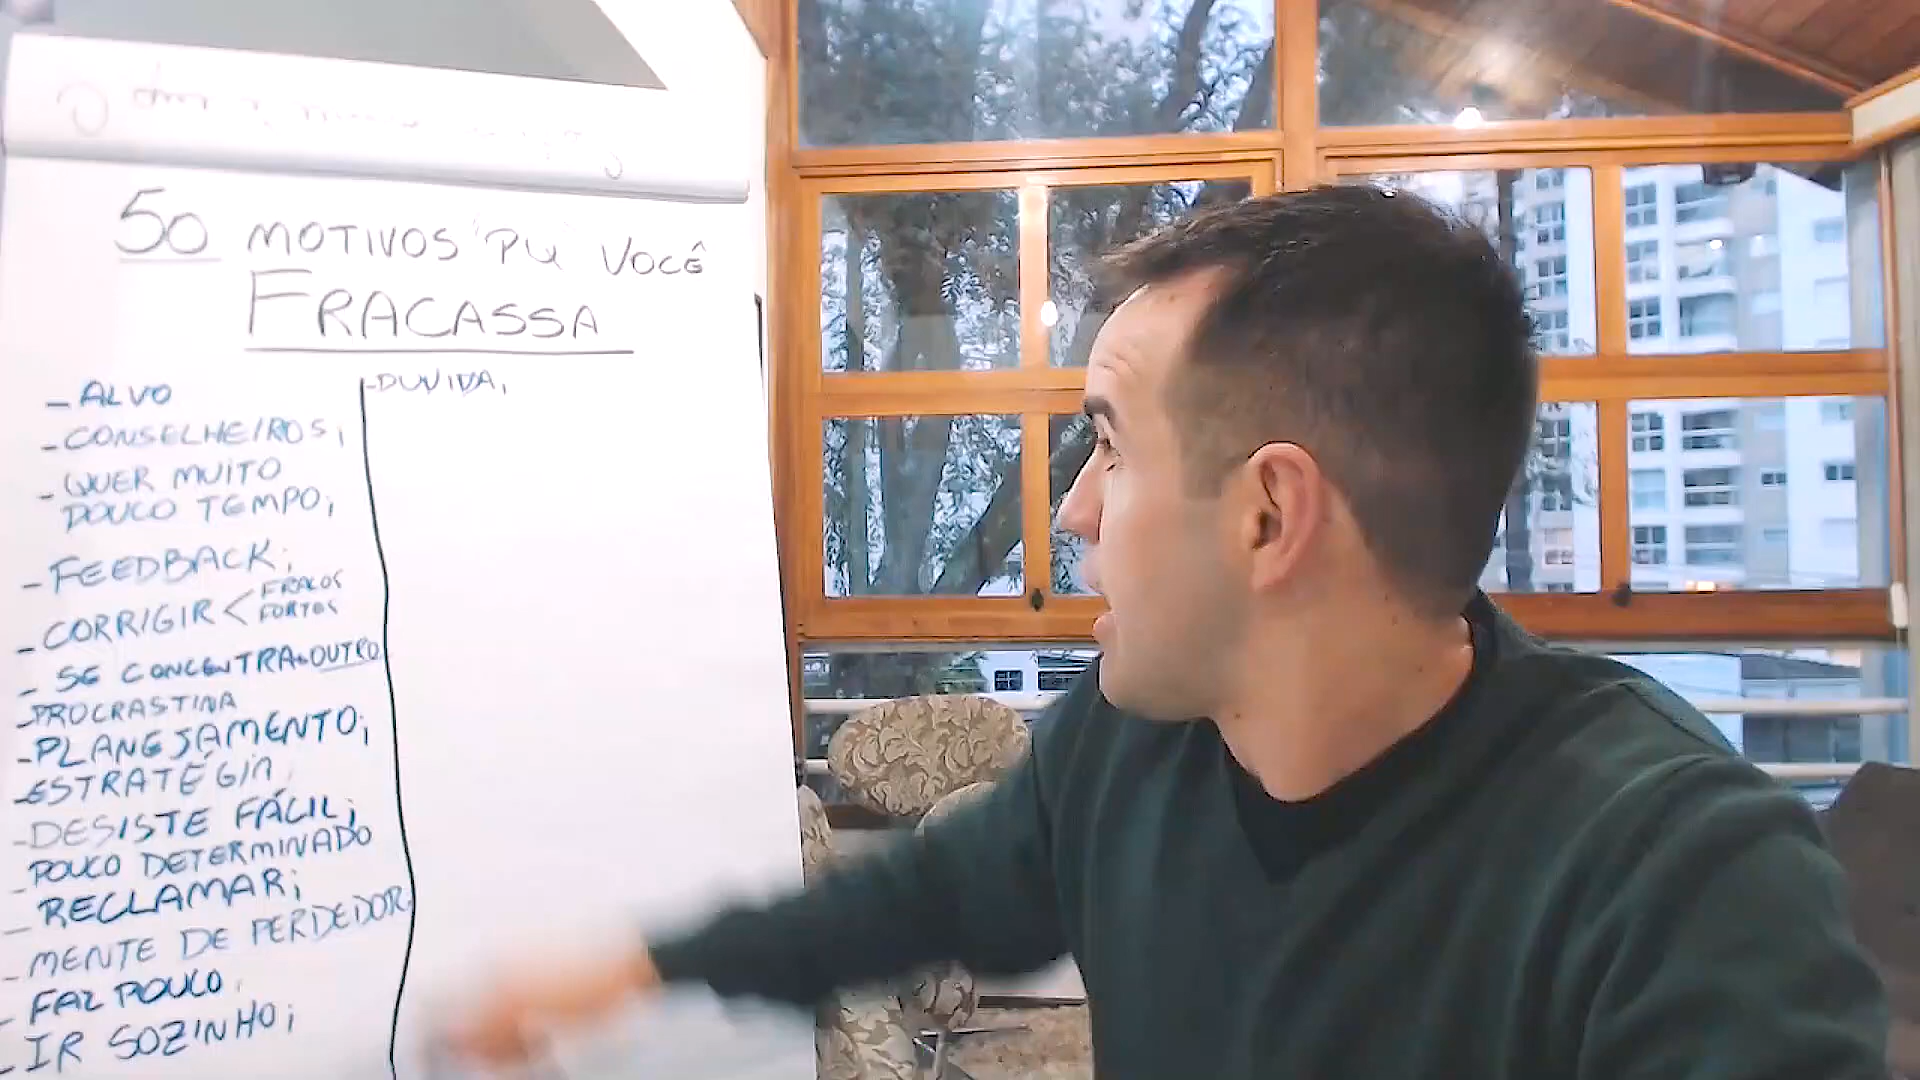 50 MOTIVOS PQ VOCÊ
FRACASSA
- ALVO
- CONSELHEIROS;
- QUER MUITO
POUCO TEMPO;
- FEEDBACK;
- CORRIGIR < FRACOS
FORTES
- SE CONCENTRA OUTRO
- PROCRASTINA
- PLANEJAMENTO;
- ESTRATÉGIA
- DESISTE FÁCIL;
- POUCO DETERMINADO
- RECLAMAR;
- MENTE DE PERDEDOR.
- FAZ POUCO,
- IR SOZINHO;
- DUVIDA,